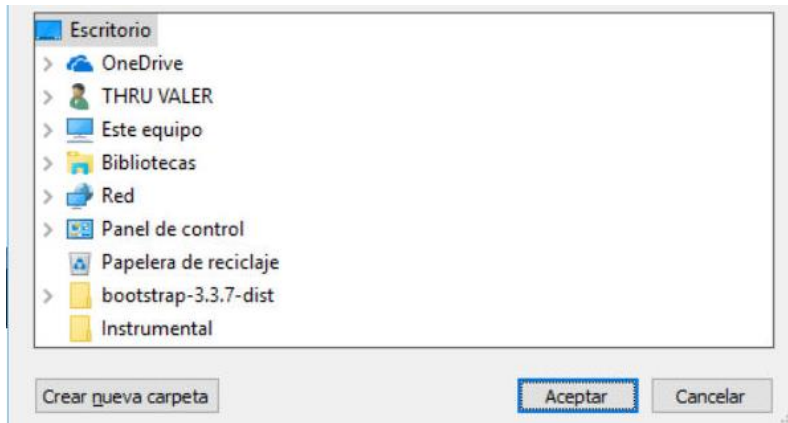 Escritorio
OneDrive
THRU VALER
Este equipo
Bibliotecas
Red
Panel de control
Papelera de reciclaje
bootstrap-3.3.7-dist
Instrumental
Crear nueva carpeta Aceptar Cancelar